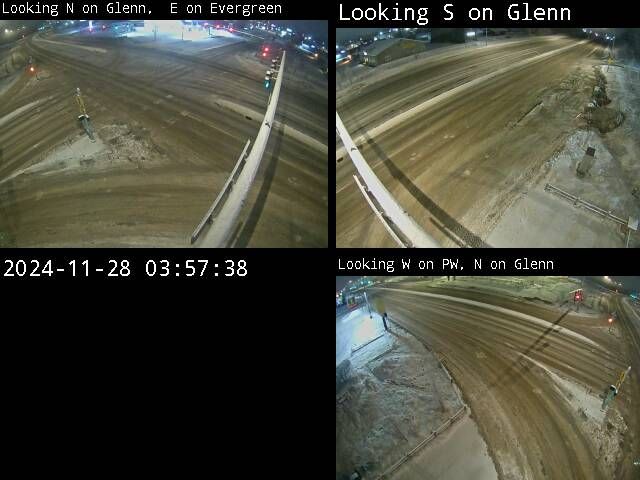 Looking N on Glenn,  E on Evergreen
Looking S on Glenn
2024-11-28 03:57:38
Looking W on PW, N on Glenn